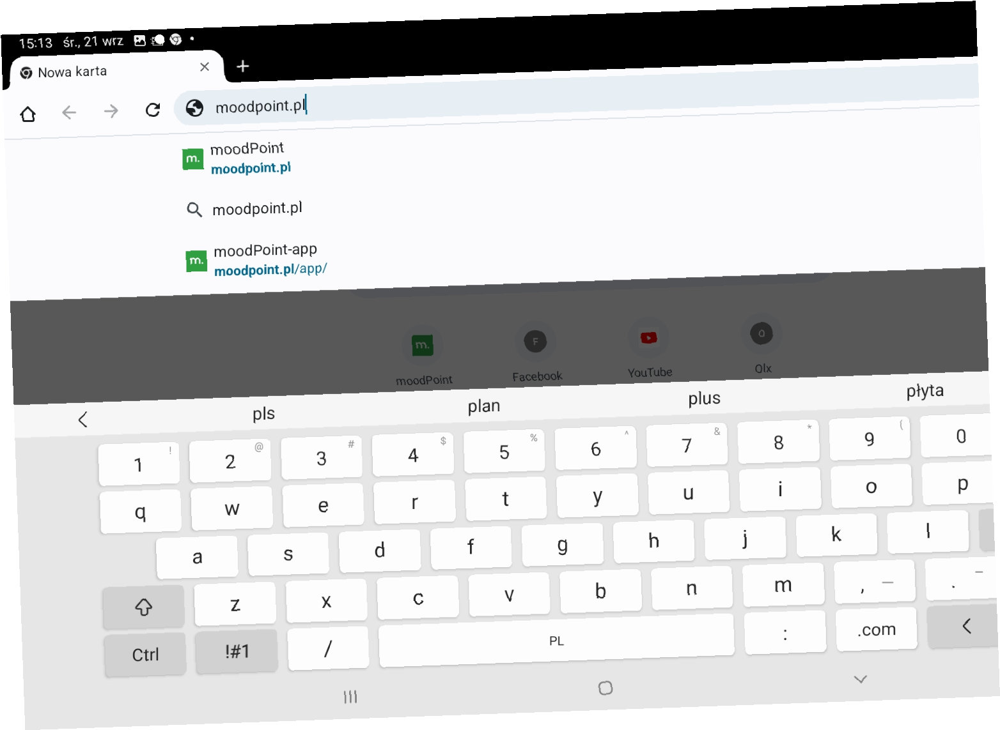 15:13 śr., 21 wrz
Nowa karta
moodpoint.pl
m. moodPoint
moodpoint.pl
moodpoint.pl
m. moodPoint-app
moodpoint.pl/app/
m. F O
moodPoint Facebook YouTube Olx
pls plan plus płyta
! @ # $ % ^ & * (
1 2 3 4 5 6 7 8 9 0
q w e r t y u i o p
a s d f g h j k l
z x c v b n m , — . –
Ctrl !#1 / PL : .com